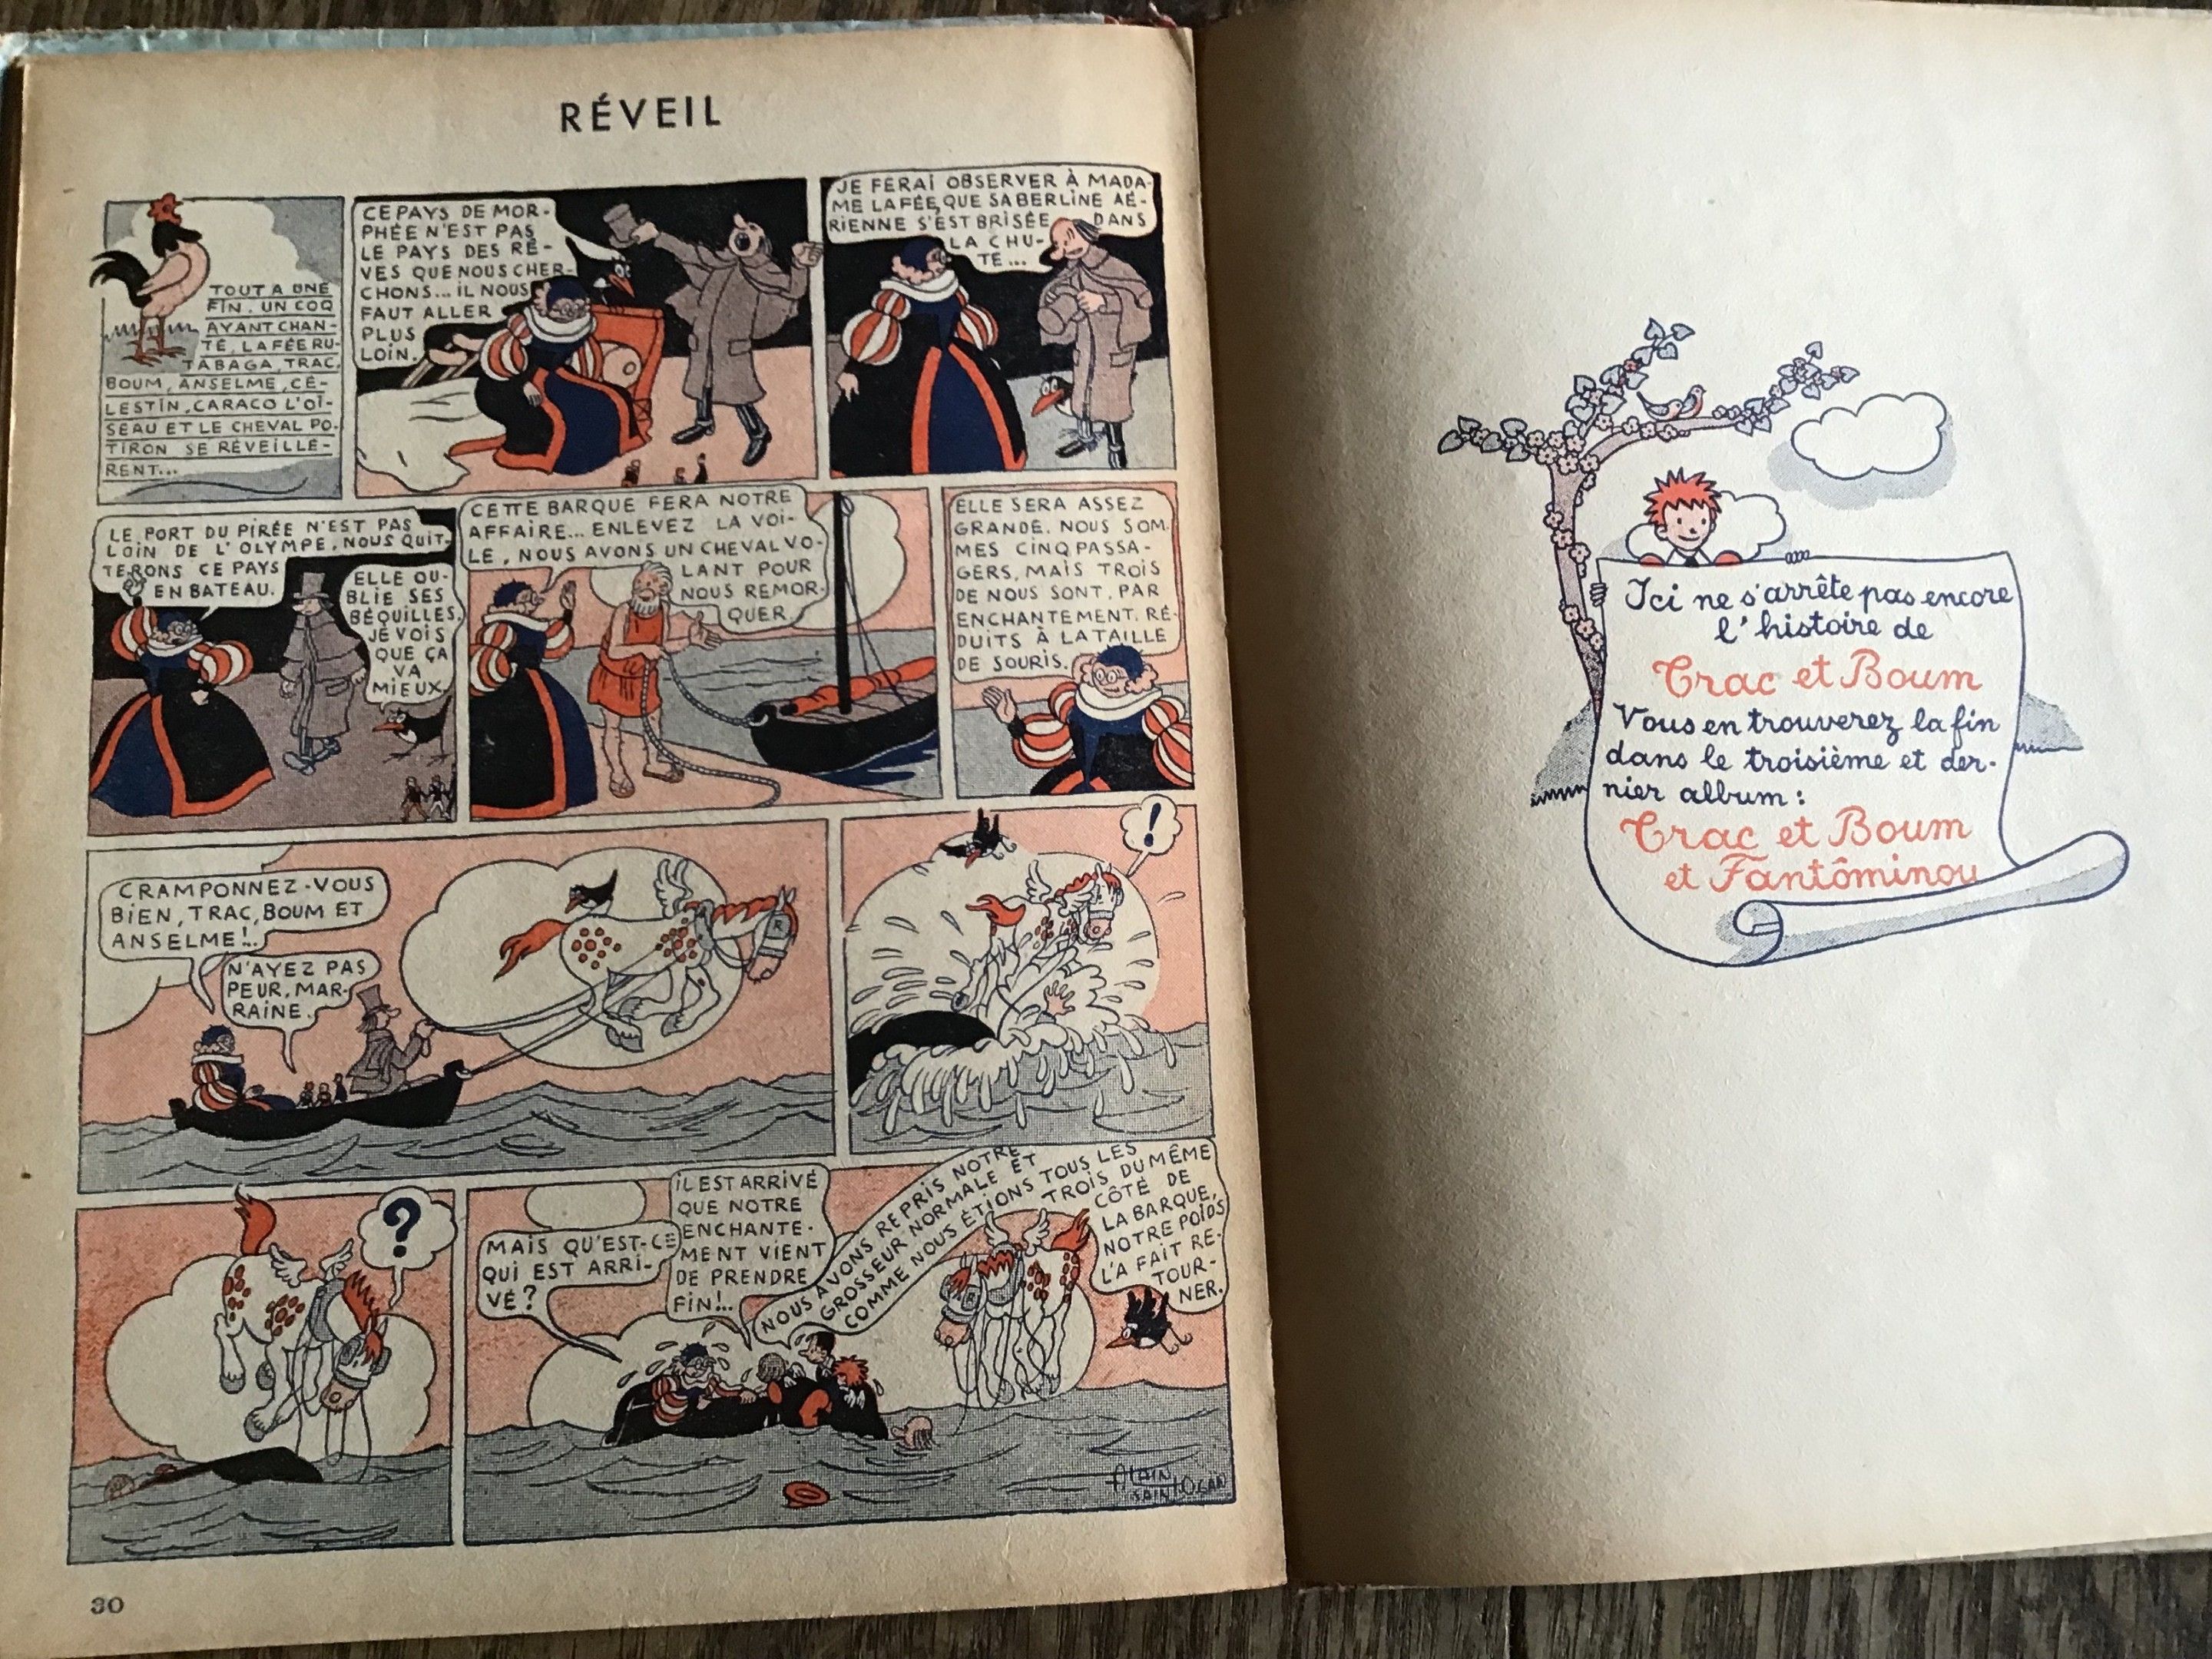 RÉVEIL
TOUT A UNE
FIN. UN COQ
AYANT CHAN-
TÉ, LA FÉE RU-
TABAGA, TRAC,
BOUM, ANSELME, CÉ-
LESTIN, CARACO L'OI-
SEAU ET LE CHEVAL PO-
TIRON SE RÉVEILLÈ-
RENT...
CE PAYS DE MOR-
PHÉE N'EST PAS
LE PAYS DES RÊ-
VES QUE NOUS CHER-
CHONS... IL NOUS
FAUT ALLER
PLUS
LOIN.
JE FERAI OBSERVER À MADA-
ME LA FÉE, QUE SA BERLINE AÉ-
RIENNE S'EST BRISÉE DANS
LA CHU-
TE...
LE PORT DU PIRÉE N'EST PAS
LOIN DE L'OLYMPE. NOUS QUIT-
TERONS CE PAYS
EN BATEAU.
ELLE OU-
BLIE SES
BÉQUILLES.
JE VOIS
QUE ÇA
VA
MIEUX.
CETTE BARQUE FERA NOTRE
AFFAIRE... ENLEVEZ LA VOI-
LE, NOUS AVONS UN CHEVAL VO-
LANT POUR
NOUS REMOR-
QUER.
ELLE SERA ASSEZ
GRANDE. NOUS SOM-
MES CINQ PASSA-
GERS, MAIS TROIS
DE NOUS SONT, PAR
ENCHANTEMENT, RÉ-
DUITS À LA TAILLE
DE SOURIS.
CRAMPONNEZ-VOUS
BIEN, TRAC, BOUM ET
ANSELME!..
N'AYEZ PAS
PEUR, MAR-
RAINE.
R
!
?
MAIS QU'EST-CE
QUI EST ARRI-
VÉ?
IL EST ARRIVÉ
QUE NOTRE
ENCHANTE-
MENT VIENT
DE PRENDRE
FIN!..
NOUS AVONS REPRIS NOTRE
GROSSEUR NORMALE ET
COMME NOUS ÉTIONS TOUS LES
TROIS DU MÊME
CÔTÉ DE
LA BARQUE,
NOTRE POIDS
L'A FAIT RE-
TOUR-
NER.
R
ALAIN
SAINT-OGAN
30
Ici ne s'arrête pas encore
l'histoire de
Trac et Boum
Vous en trouverez la fin
dans le troisième et der-
nier album :
Trac et Boum
et Fantôminou